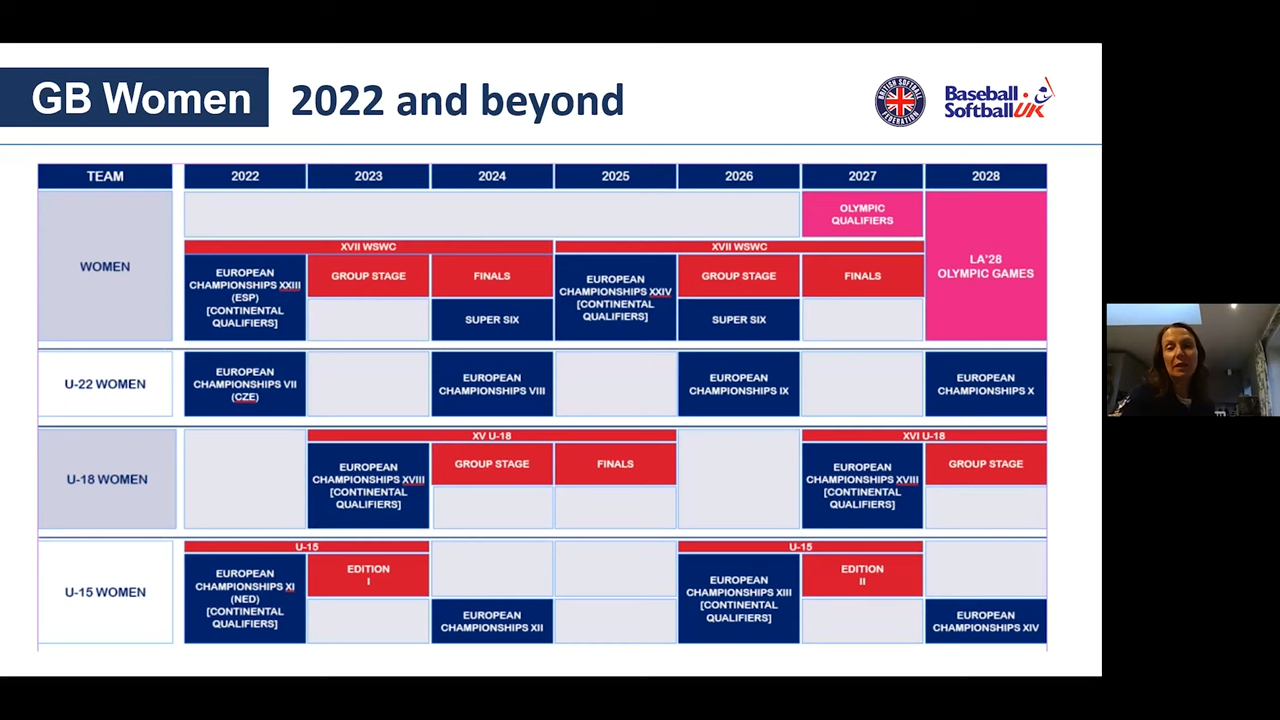 GB Women
2022 and beyond
BRITISH SOFTBALL
FEDERATION
Baseball
SoftballUK
TEAM 2022 2023 2024 2025 2026 2027 2028
WOMEN
OLYMPIC
QUALIFIERS
LA'28
OLYMPIC GAMES
XVII WSWC
XVII WSWC
EUROPEAN
CHAMPIONSHIPS XXIII
(ESP)
[CONTINENTAL
QUALIFIERS]
GROUP STAGE
FINALS
SUPER SIX
EUROPEAN
CHAMPIONSHIPS XXIV
[CONTINENTAL
QUALIFIERS]
GROUP STAGE
SUPER SIX
FINALS
U-22 WOMEN
EUROPEAN
CHAMPIONSHIPS VII
(CZE)
EUROPEAN
CHAMPIONSHIPS VIII
EUROPEAN
CHAMPIONSHIPS IX
EUROPEAN
CHAMPIONSHIPS X
U-18 WOMEN
XV U-18
XVI U-18
EUROPEAN
CHAMPIONSHIPS XVIII
[CONTINENTAL
QUALIFIERS]
GROUP STAGE
FINALS
EUROPEAN
CHAMPIONSHIPS XVIII
[CONTINENTAL
QUALIFIERS]
GROUP STAGE
U-15 WOMEN
U-15
U-15
EUROPEAN
CHAMPIONSHIPS XI
(NED)
[CONTINENTAL
QUALIFIERS]
EDITION
I
EUROPEAN
CHAMPIONSHIPS XII
EUROPEAN
CHAMPIONSHIPS XIII
[CONTINENTAL
QUALIFIERS]
EDITION
II
EUROPEAN
CHAMPIONSHIPS XIV